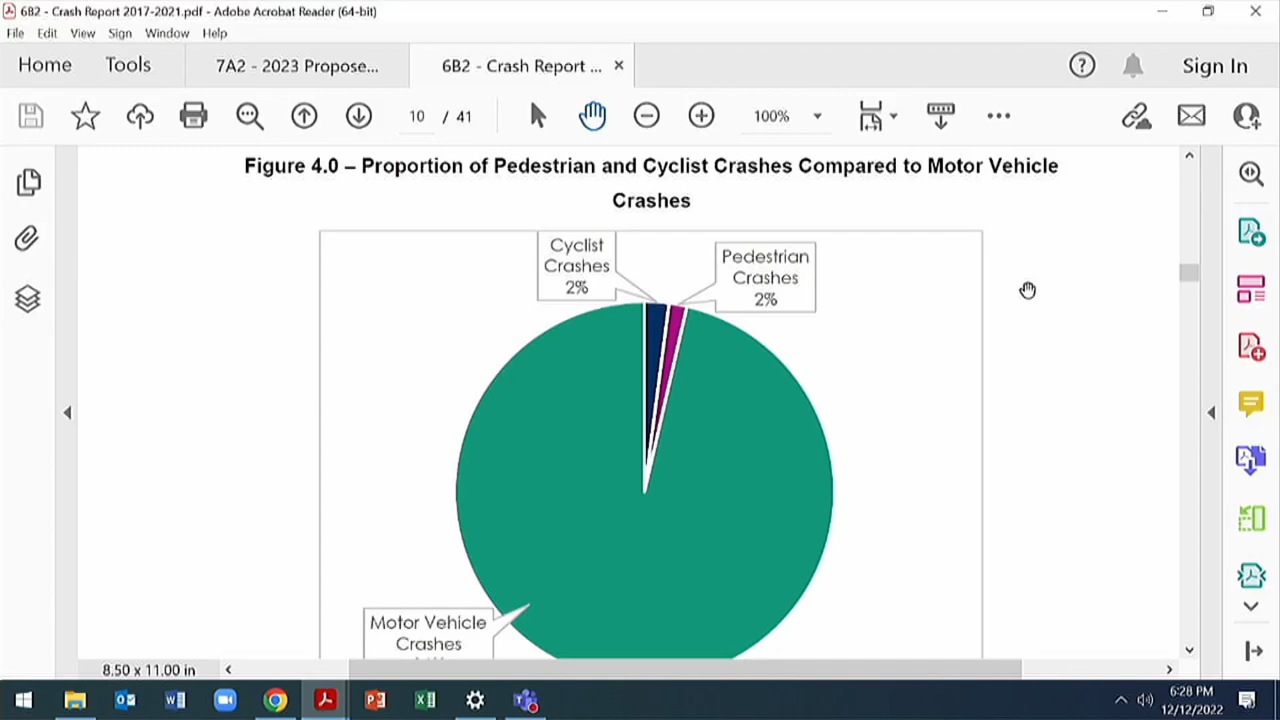 6B2 - Crash Report 2017-2021.pdf - Adobe Acrobat Reader (64-bit)
File Edit View Sign Window Help
Home Tools 7A2 - 2023 Propose... 6B2 - Crash Report ... × Sign In
10 / 41 100%
Figure 4.0 – Proportion of Pedestrian and Cyclist Crashes Compared to Motor Vehicle
Crashes
Cyclist
Crashes
2%
Pedestrian
Crashes
2%
Motor Vehicle
Crashes
8.50 x 11.00 in
6:28 PM
12/12/2022